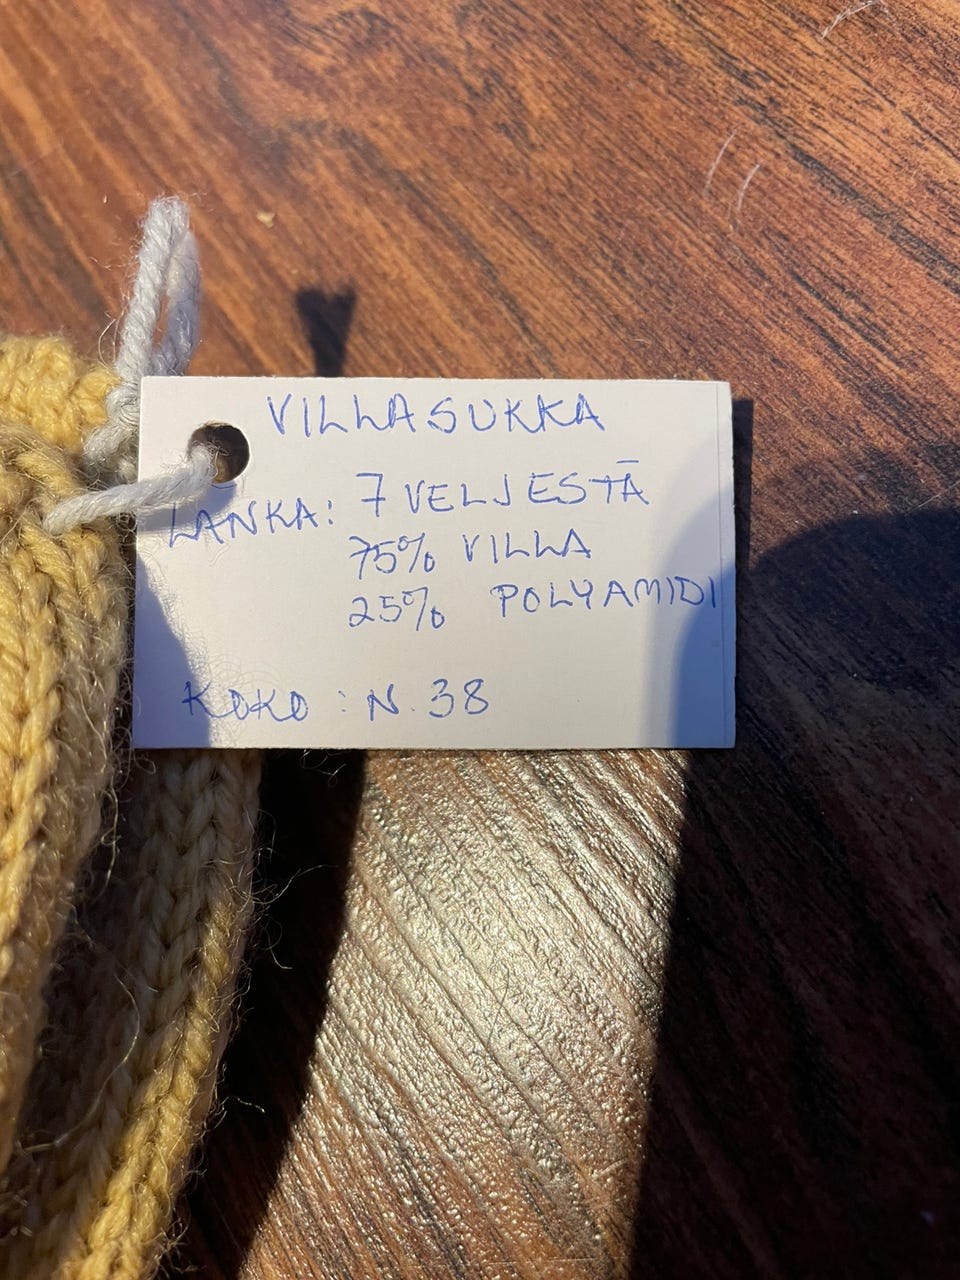 VILLASUKKA
LANKA: 7 VELJESTÄ
75% VILLA
25% POLYAMIDI
KOKO : N. 38